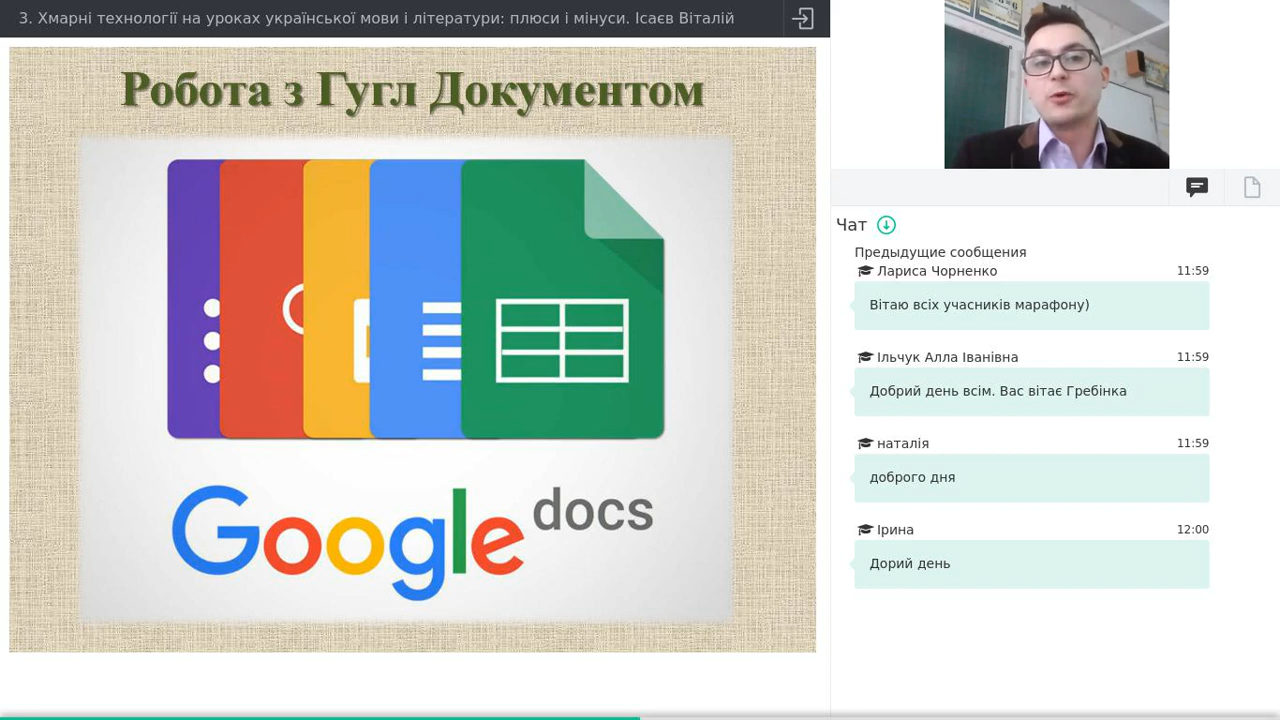 3. Хмарні технології на уроках української мови і літератури: плюси і мінуси. Ісаєв Віталій
Робота з Гугл Документом
Google docs
Чат
Предыдущие сообщения
Лариса Чорненко 11:59
Вітаю всіх учасників марафону)
Ільчук Алла Іванівна 11:59
Добрий день всім. Вас вітає Гребінка
наталія 11:59
доброго дня
Ірина 12:00
Дорий день